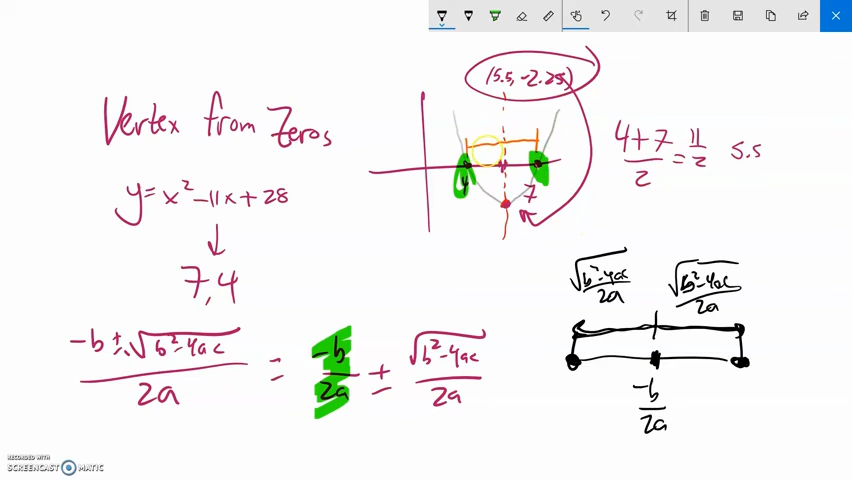 (5.5, -2.25)
Vertex from Zeros
4+7/2 = 11/2 5.5
4
7
y = x² - 11x + 28
7, 4
√b²-4ac/2a √b²-4ac/2a
-b ± √b²-4ac/2a = -b/2a ± √b²-4ac/2a
-b/2a
RECORDED WITH
SCREENCAST MATIC